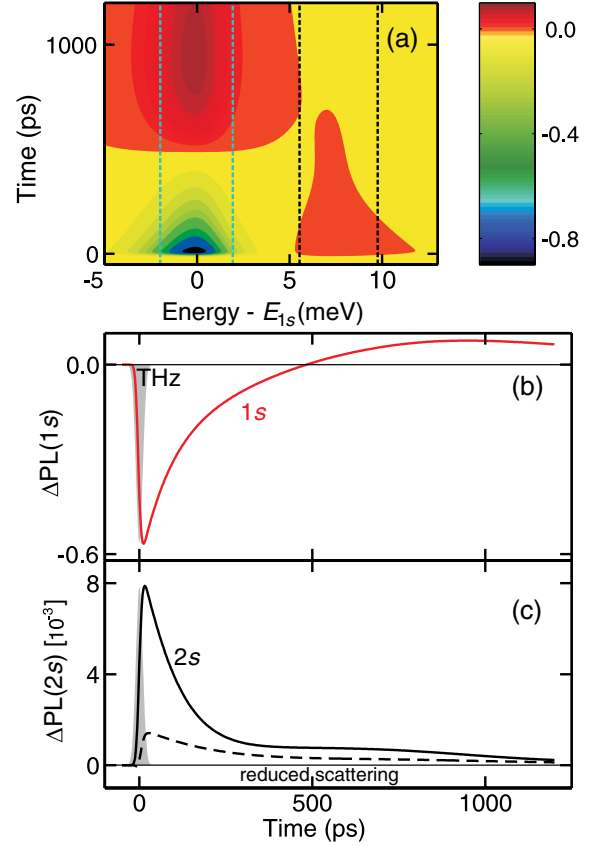 (a)
1000
0
Time (ps)
-5
0
5
10
Energy - E1s(meV)
0.0
-0.4
-0.8
(b)
0.0
-0.6
THz
1s
ΔPL(1s)
(c)
8
4
0
2s
ΔPL(2s) [10-3]
reduced scattering
0
500
1000
Time (ps)